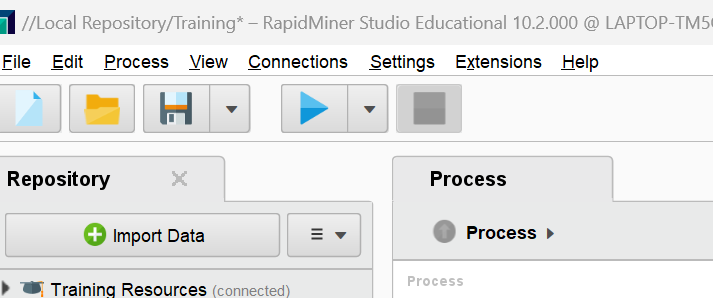 //Local Repository/Training* – RapidMiner Studio Educational 10.2.000 @ LAPTOP-TM5
File Edit Process View Connections Settings Extensions Help
Repository
Process
Import Data
Process
Training Resources (connected)
Process